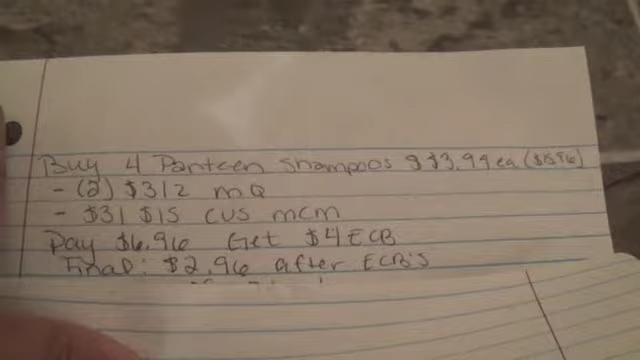 Buy 4 Panteen Shampoos @ $3.99 ea ($15.96)
- (2) $3/2 MQ
- $3/$15 CVS MCM
Pay $6.96 Get $4 ECB
Final: $2.96 after ECB's